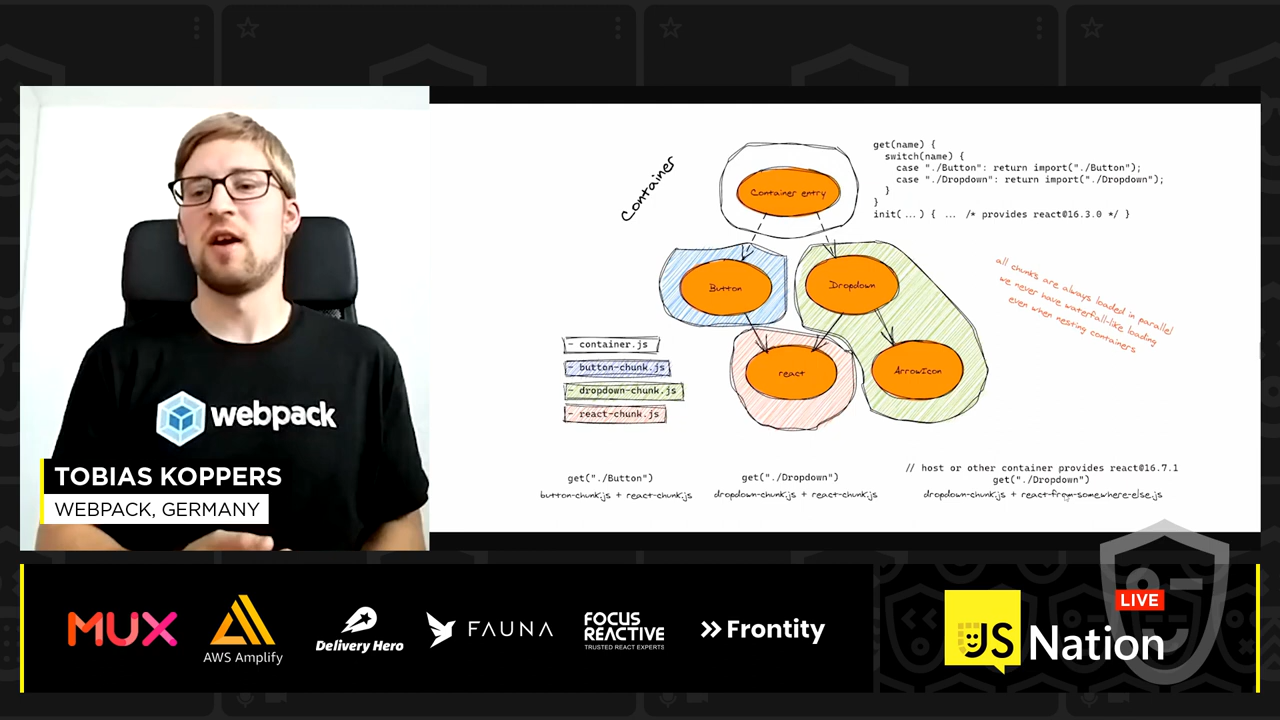 webpack
TOBIAS KOPPERS
WEBPACK, GERMANY
Container
Container entry
Button
Dropdown
react
ArrowIcon
get(name) {
switch(name) {
case "./Button": return import("./Button");
case "./Dropdown": return import("./Dropdown");
}
}
init(...) { ... /* provides react@16.3.0 */ }
all chunks are always loaded in parallel
we never have waterfall-like loading
even when nesting containers
- container.js
- button-chunk.js
- dropdown-chunk.js
- react-chunk.js
get("./Button")
button-chunk.js + react-chunk.js
get("./Dropdown")
dropdown-chunk.js + react-chunk.js
// host or other container provides react@16.7.1
get("./Dropdown")
dropdown-chunk.js + react-from-somewhere-else.js
MUX
AWS Amplify
Delivery Hero
FAUNA
FOCUS
REACTIVE
TRUSTED REACT EXPERTS
Frontity
LIVE
JS Nation